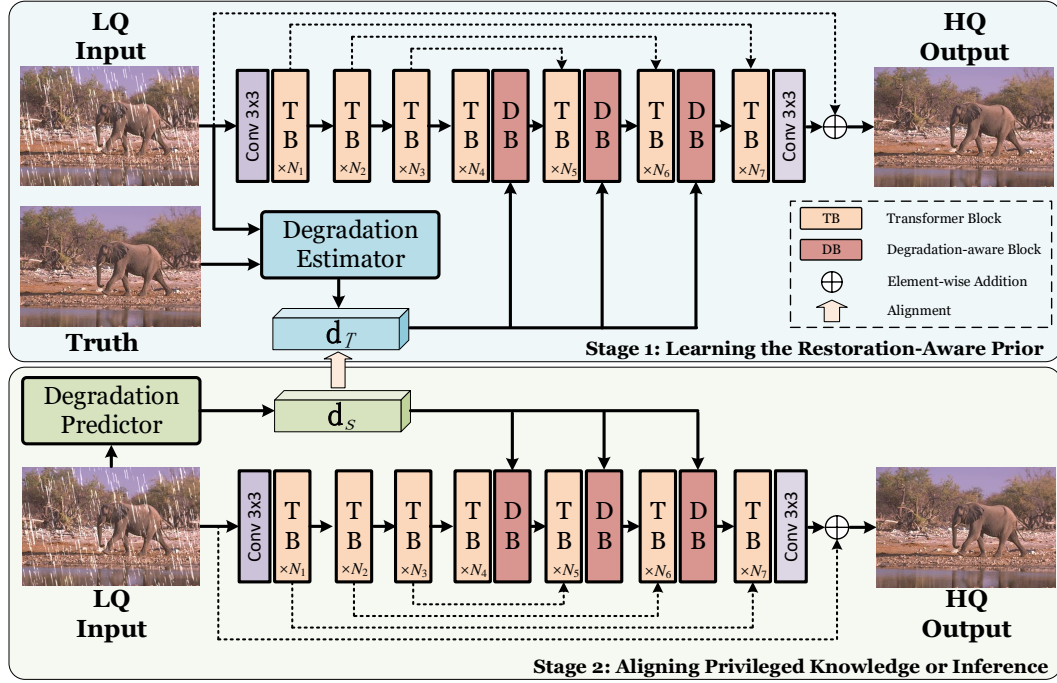 LQ
Input
HQ
Output
Conv 3x3
T
B
×N1
T
B
×N2
T
B
×N3
T
B
×N4
D
B
T
B
×N5
D
B
T
B
×N6
D
B
T
B
×N7
Conv 3x3
Degradation
Estimator
Truth
dT
TB Transformer Block
DB Degradation-aware Block
Element-wise Addition
Alignment
Stage 1: Learning the Restoration-Aware Prior
Degradation
Predictor
dS
Conv 3x3
T
B
×N1
T
B
×N2
T
B
×N3
T
B
×N4
D
B
T
B
×N5
D
B
T
B
×N6
D
B
T
B
×N7
Conv 3x3
LQ
Input
HQ
Output
Stage 2: Aligning Privileged Knowledge or Inference